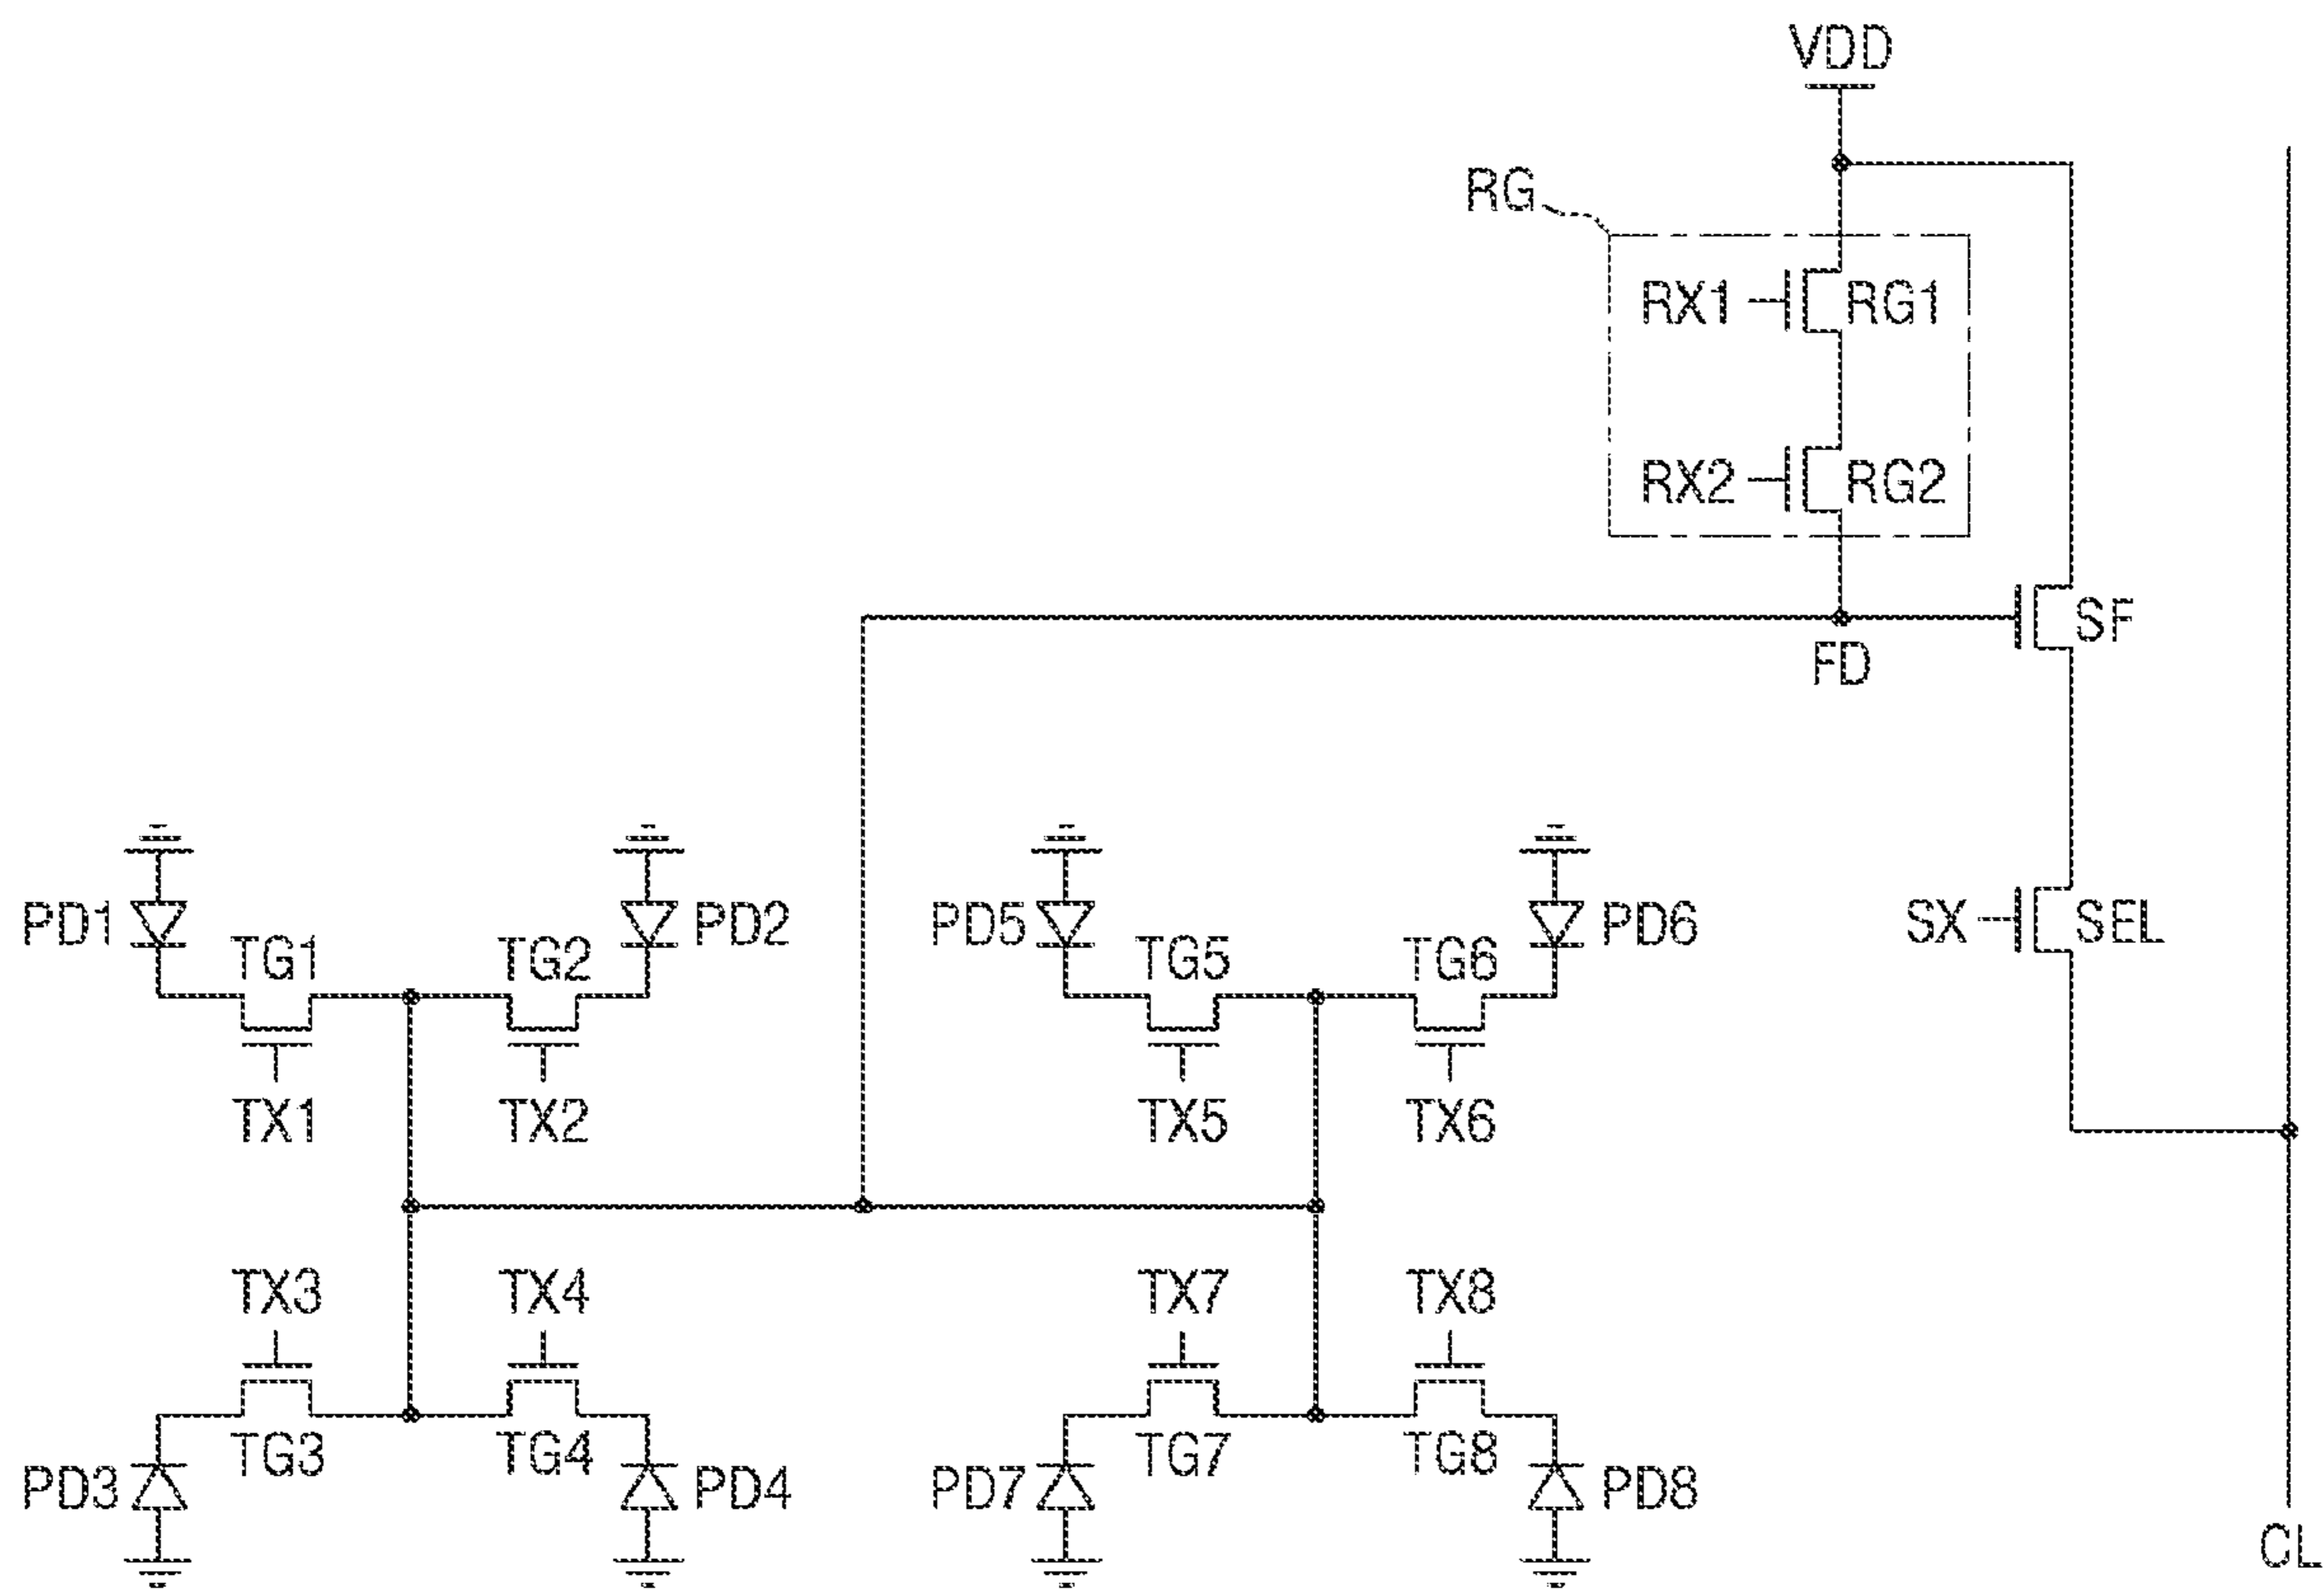 VDD
RG
RX1 RG1
RX2 RG2
SF
FD
PD1 TG1 TG2 PD2 PD5 TG5 TG6 PD6 SX SEL
TX1 TX2 TX5 TX6
TX3 TX4 TX7 TX8
PD3 TG3 TG4 PD4 PD7 TG7 TG8 PD8
CL